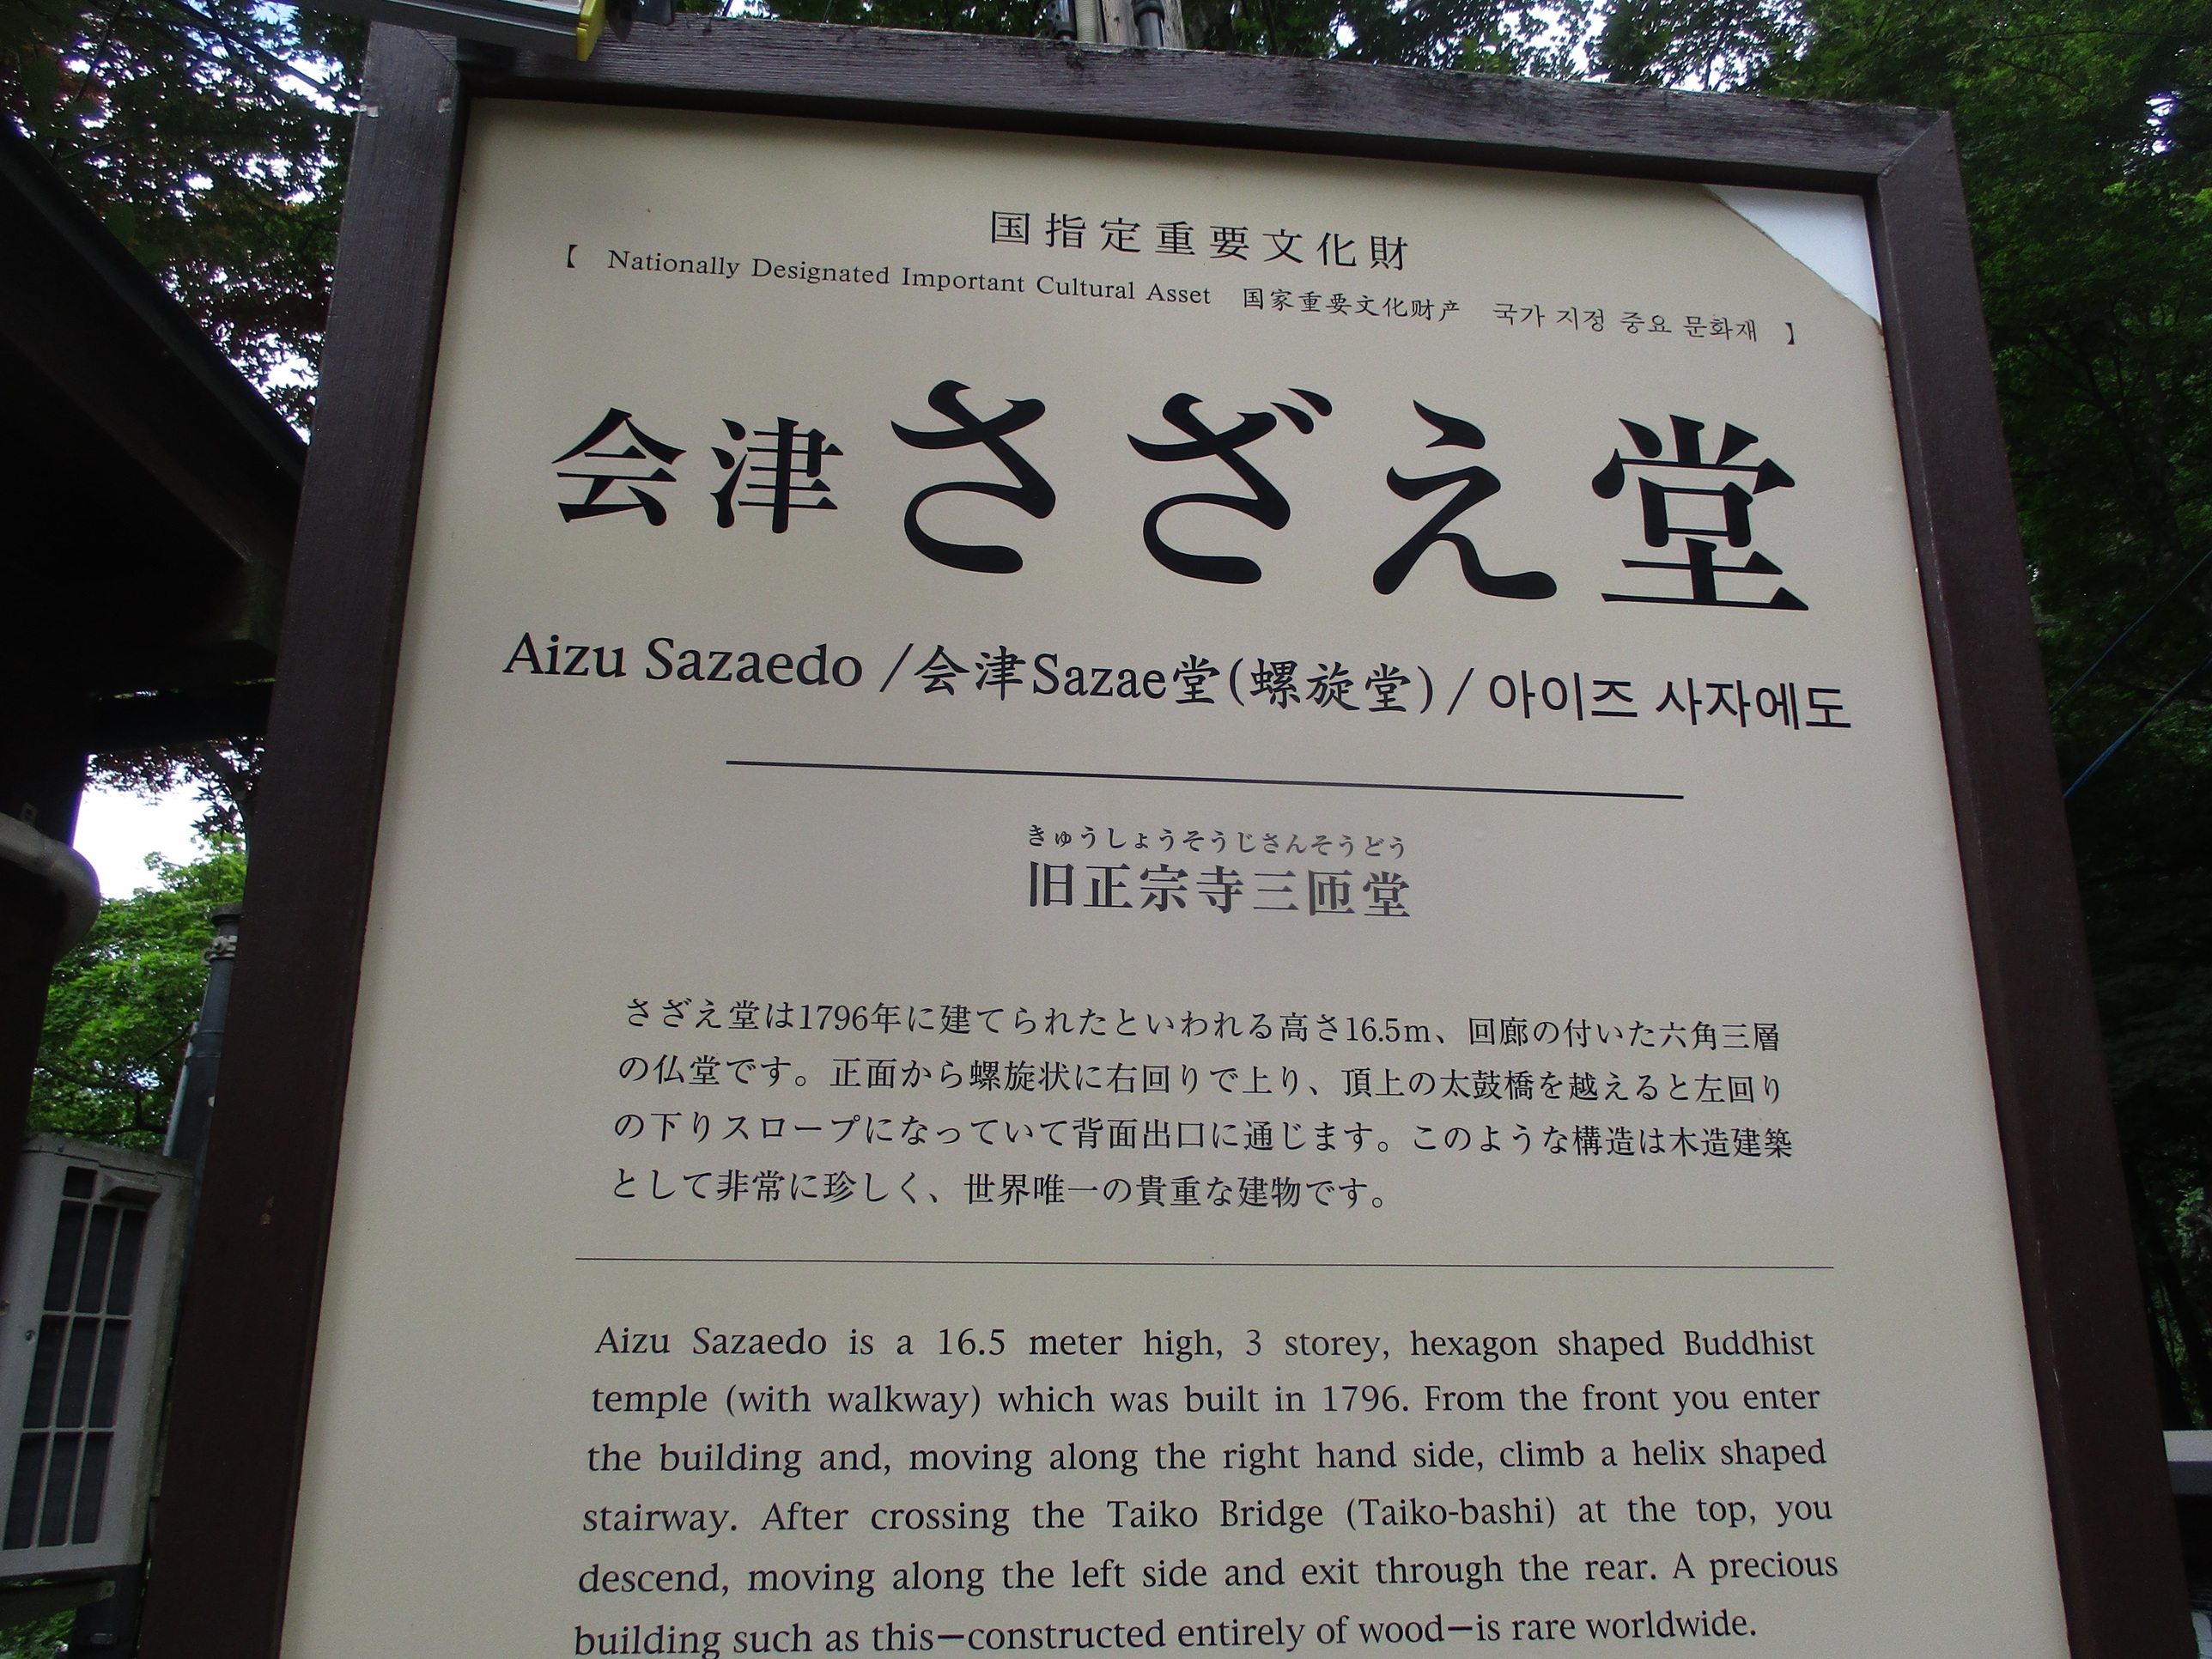 国指定重要文化財
【 Nationally Designated Important Cultural Asset 国家重要文化财产 국가 지정 중요 문화재 】
会津さざえ堂
Aizu Sazaedo /会津Sazae堂(螺旋堂)/ 아이즈 사자에도
きゅうしょうそうじさんそうどう
旧正宗寺三匝堂
さざえ堂は1796年に建てられたといわれる高さ16.5m、回廊の付いた六角三層
の仏堂です。正面から螺旋状に右回りで上り、頂上の太鼓橋を越えると左回り
の下りスロープになっていて背面出口に通じます。このような構造は木造建築
として非常に珍しく、世界唯一の貴重な建物です。
Aizu Sazaedo is a 16.5 meter high, 3 storey, hexagon shaped Buddhist
temple (with walkway) which was built in 1796. From the front you enter
the building and, moving along the right hand side, climb a helix shaped
stairway. After crossing the Taiko Bridge (Taiko-bashi) at the top, you
descend, moving along the left side and exit through the rear. A precious
building such as this—constructed entirely of wood—is rare worldwide.